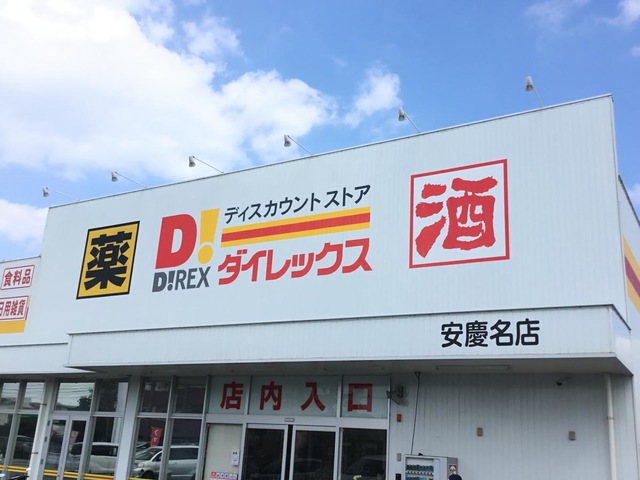 食料品
日用雑貨
薬
D!
D!REX
ディスカウントストア
ダイレックス
酒
安慶名店
店内入口